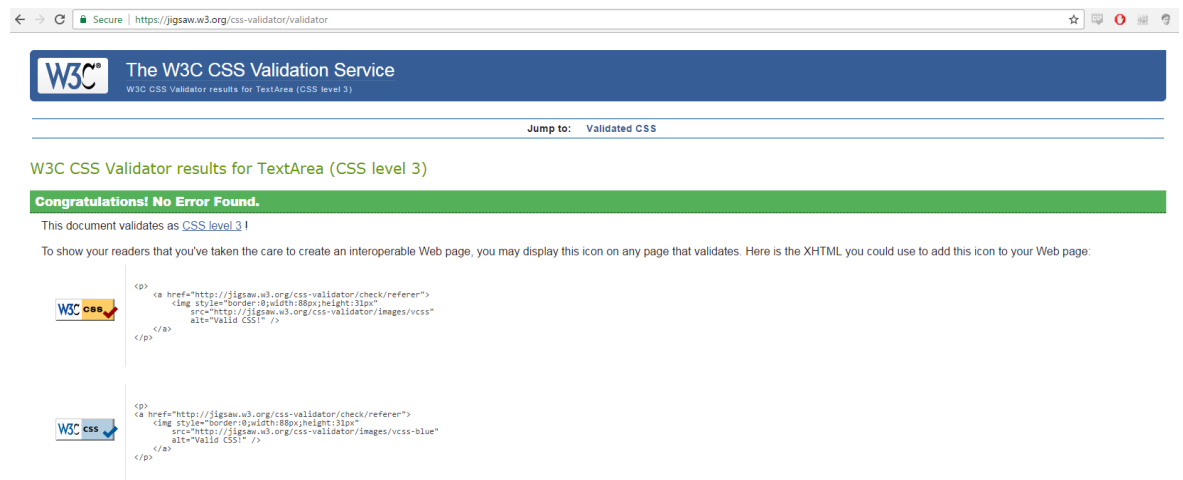 Secure | https://jigsaw.w3.org/css-validator/validator
W3C® The W3C CSS Validation Service
W3C CSS Validator results for TextArea (CSS level 3)
Jump to: Validated CSS
W3C CSS Validator results for TextArea (CSS level 3)
Congratulations! No Error Found.
This document validates as CSS level 3 !
To show your readers that you've taken the care to create an interoperable Web page, you may display this icon on any page that validates. Here is the XHTML you could use to add this icon to your Web page:
W3C css
<p>
<a href="http://jigsaw.w3.org/css-validator/check/referer">
<img style="border:0;width:88px;height:31px"
src="http://jigsaw.w3.org/css-validator/images/vcss"
alt="Valid CSS!" />
</a>
</p>
W3C css
<p>
<a href="http://jigsaw.w3.org/css-validator/check/referer">
<img style="border:0;width:88px;height:31px"
src="http://jigsaw.w3.org/css-validator/images/vcss-blue"
alt="Valid CSS!" />
</a>
</p>